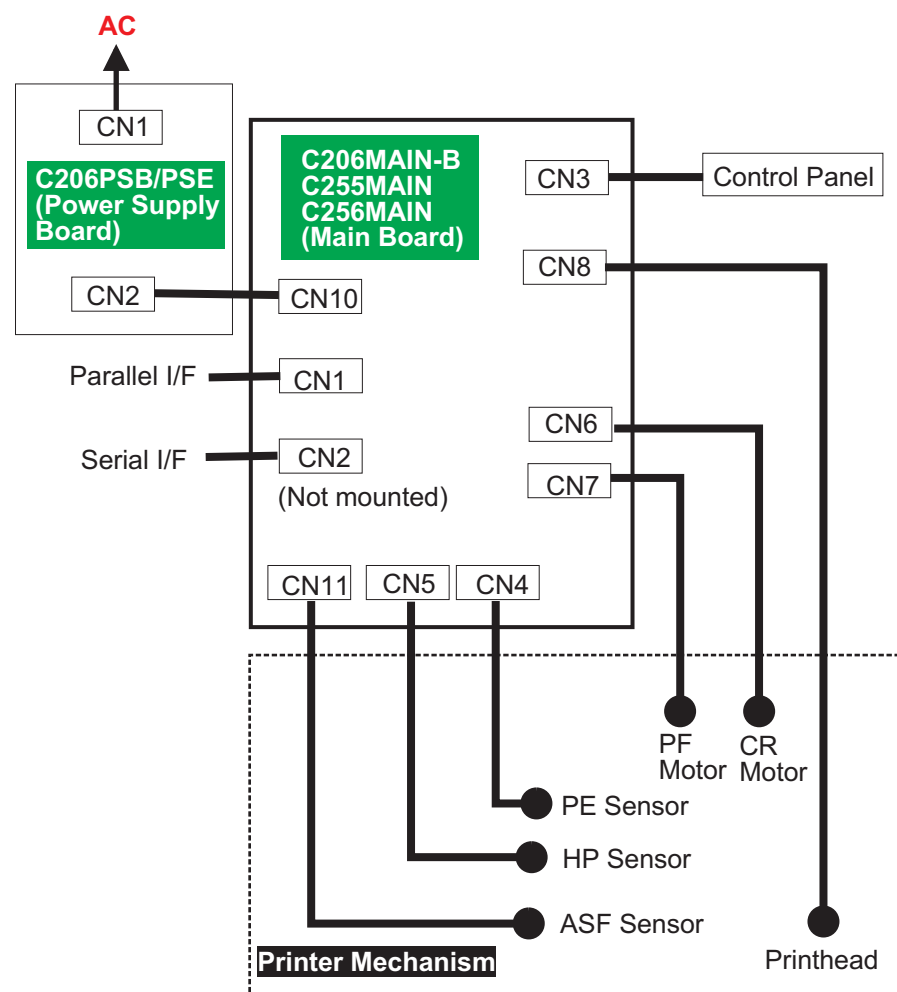 AC
CN1
C206PSB/PSE
(Power Supply
Board)
CN2
C206MAIN-B
C255MAIN
C256MAIN
(Main Board)
CN3
Control Panel
CN8
CN10
Parallel I/F
CN1
CN6
Serial I/F
CN2
(Not mounted)
CN7
CN11
CN5
CN4
PF
Motor
CR
Motor
PE Sensor
HP Sensor
ASF Sensor
Printhead
Printer Mechanism